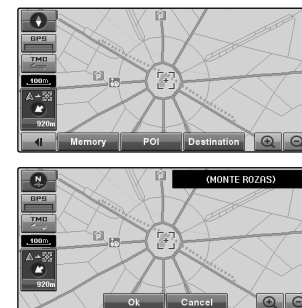 P
GPS
TMC
100m
P
920m
Memory POI Destination
N
P
(MONTE ROZAS)
GPS
TMC
100m
P
920m
Ok Cancel